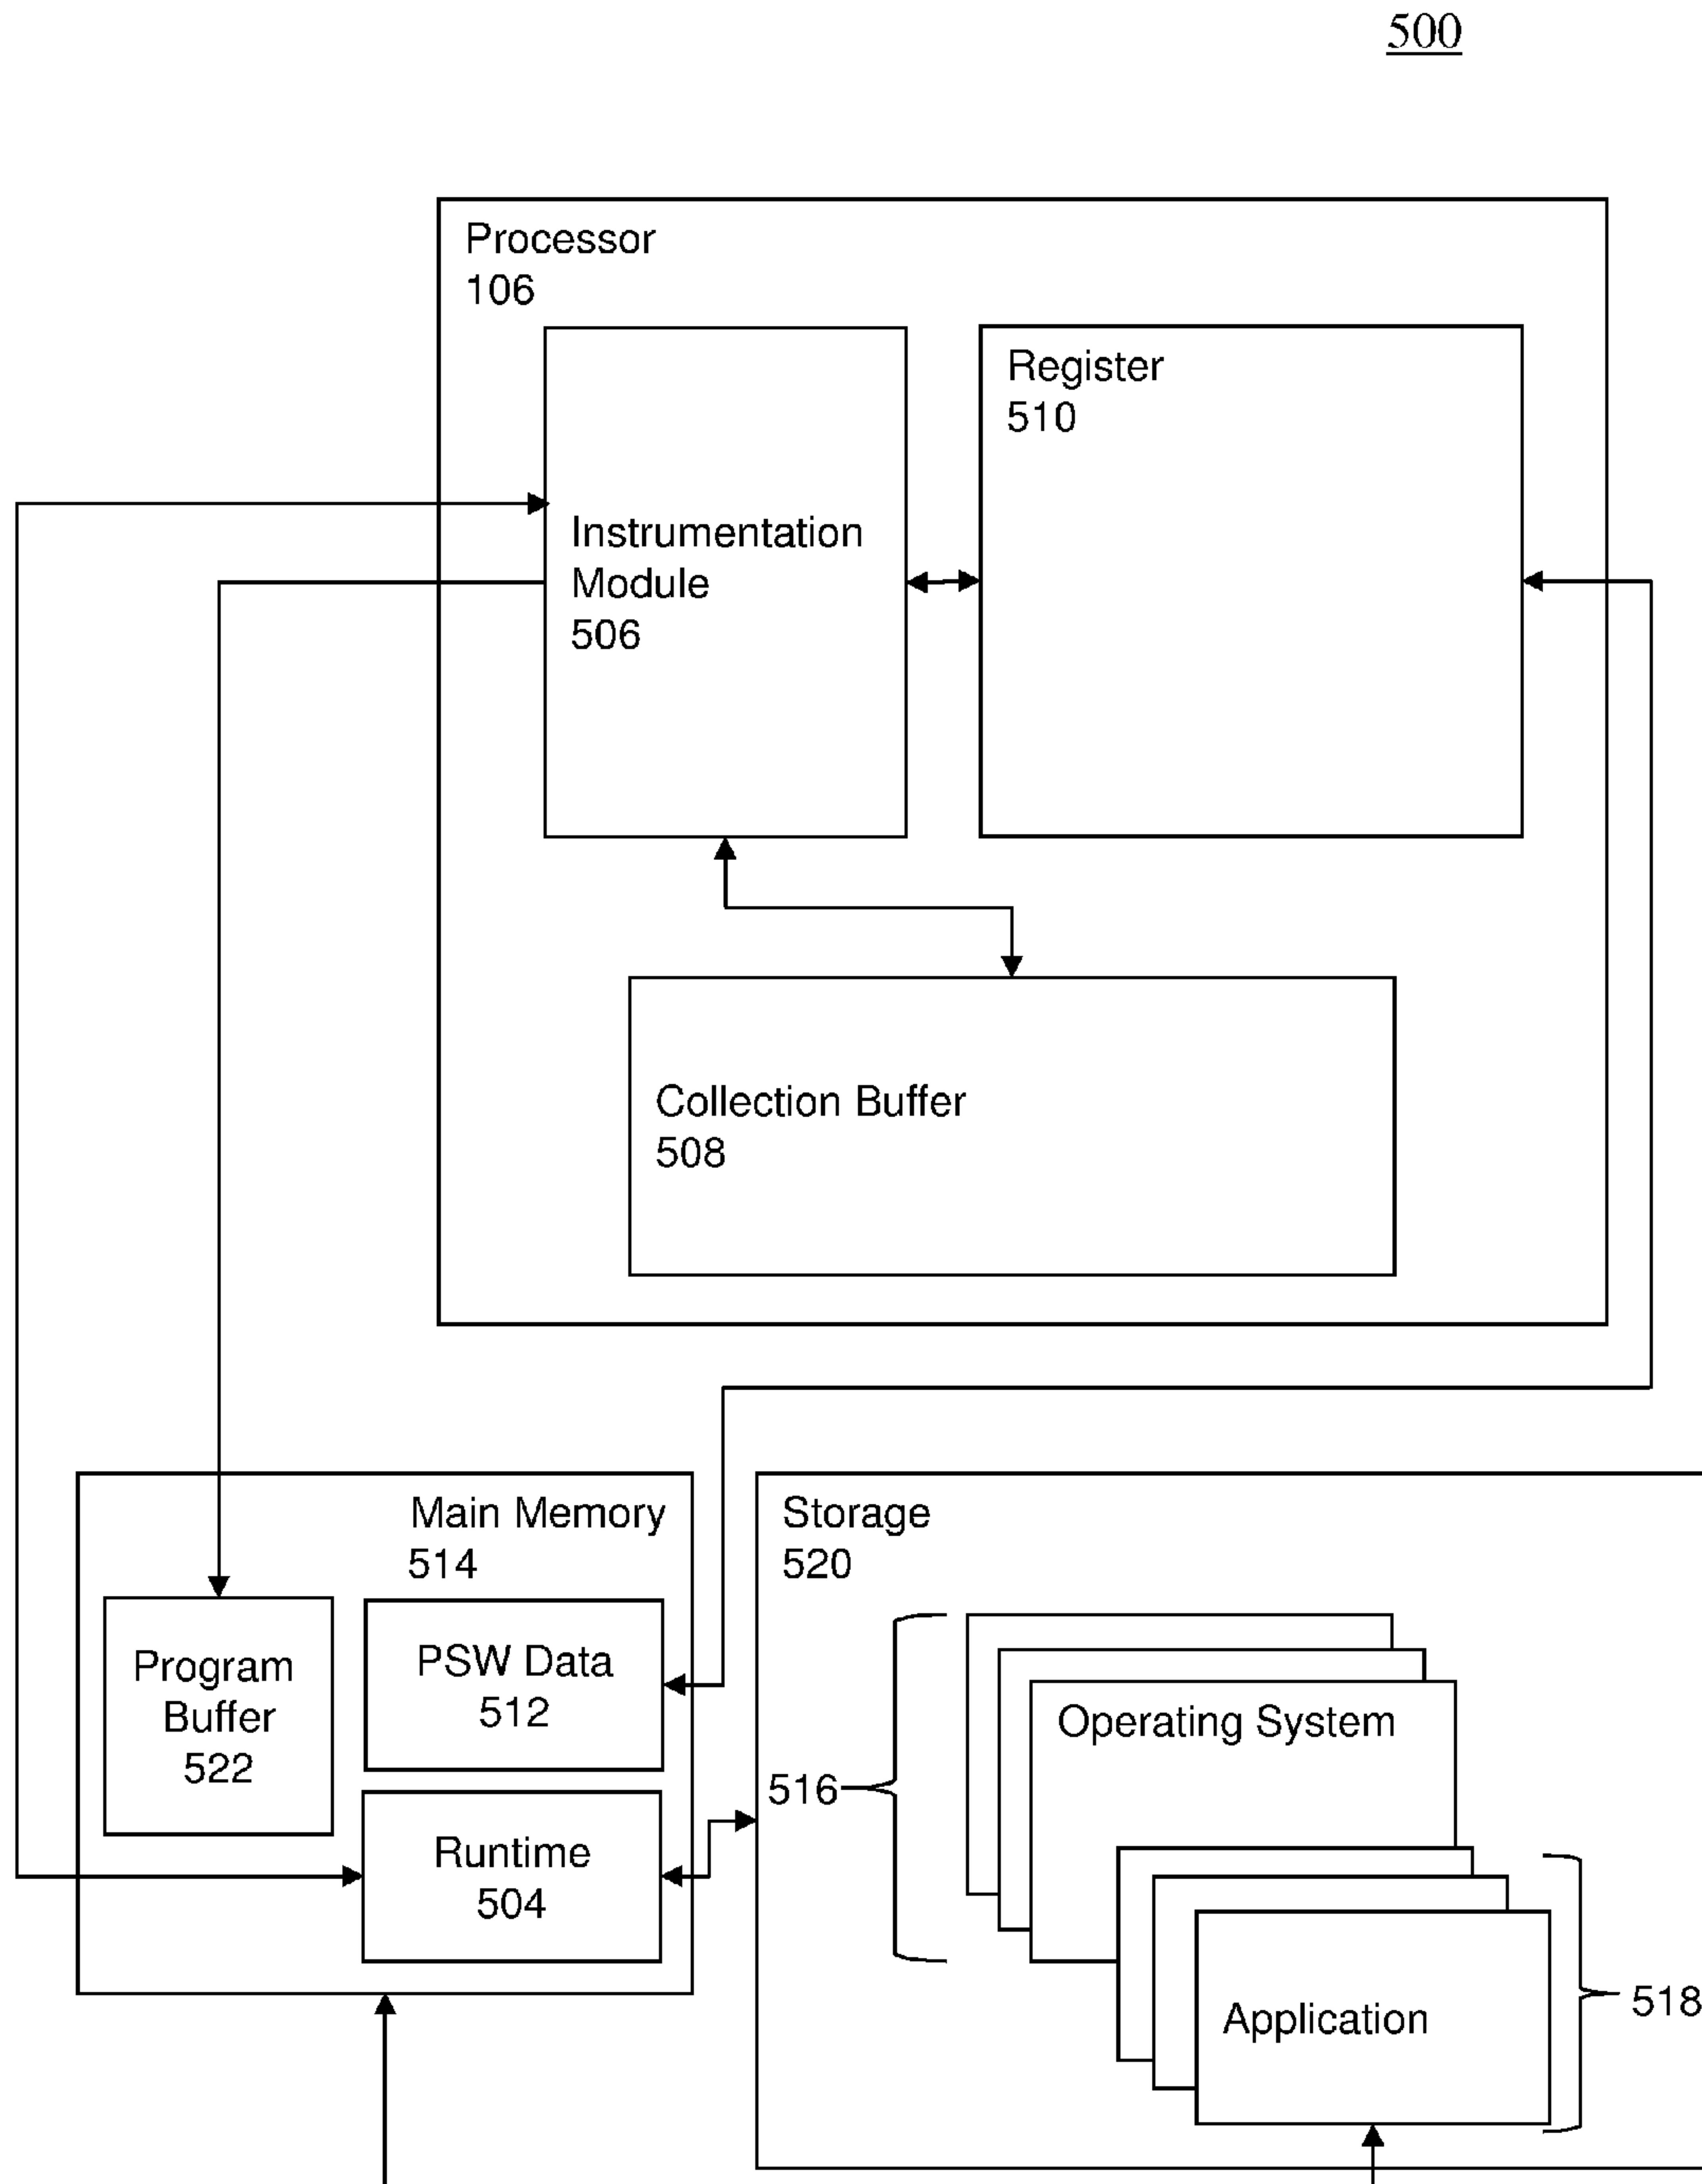 500
Processor
106
Register
510
Instrumentation
Module
506
Collection Buffer
508
Main Memory
514
Program
Buffer
522
PSW Data
512
Runtime
504
Storage
520
516
Operating System
Application
518